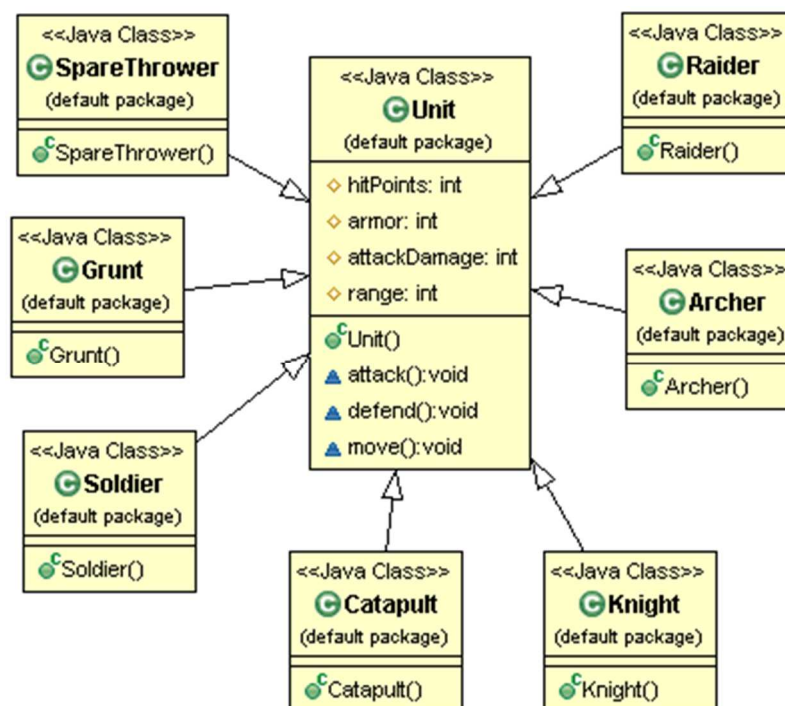 <<Java Class>>
SpareThrower
(default package)
SpareThrower()
<<Java Class>>
Grunt
(default package)
Grunt()
<<Java Class>>
Soldier
(default package)
Soldier()
<<Java Class>>
Unit
(default package)
hitPoints: int
armor: int
attackDamage: int
range: int
Unit()
attack():void
defend():void
move():void
<<Java Class>>
Catapult
(default package)
Catapult()
<<Java Class>>
Raider
(default package)
Raider()
<<Java Class>>
Archer
(default package)
Archer()
<<Java Class>>
Knight
(default package)
Knight()